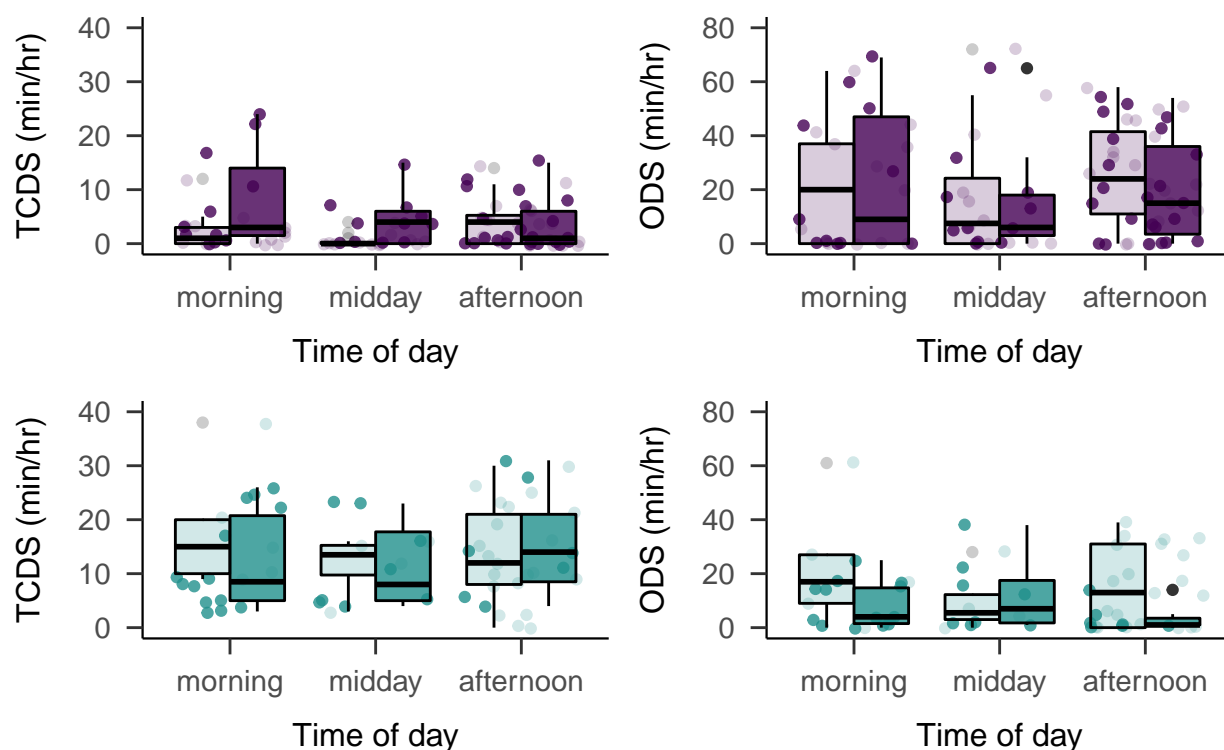 TCDS (min/hr)
40
30
20
10
0
morning midday afternoon
Time of day
ODS (min/hr)
80
60
40
20
0
morning midday afternoon
Time of day
TCDS (min/hr)
40
30
20
10
0
morning midday afternoon
Time of day
ODS (min/hr)
80
60
40
20
0
morning midday afternoon
Time of day